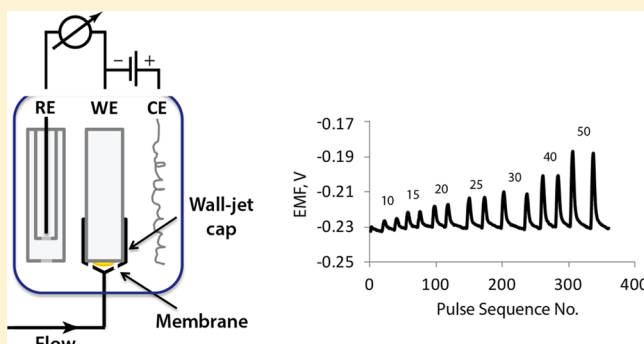 − +
RE WE CE
Wall-jet
cap
Membrane
Flow
EMF, V
-0.17
-0.19
-0.21
-0.23
-0.25
10 15 20 25 30 40 50
0 100 200 300 400
Pulse Sequence No.